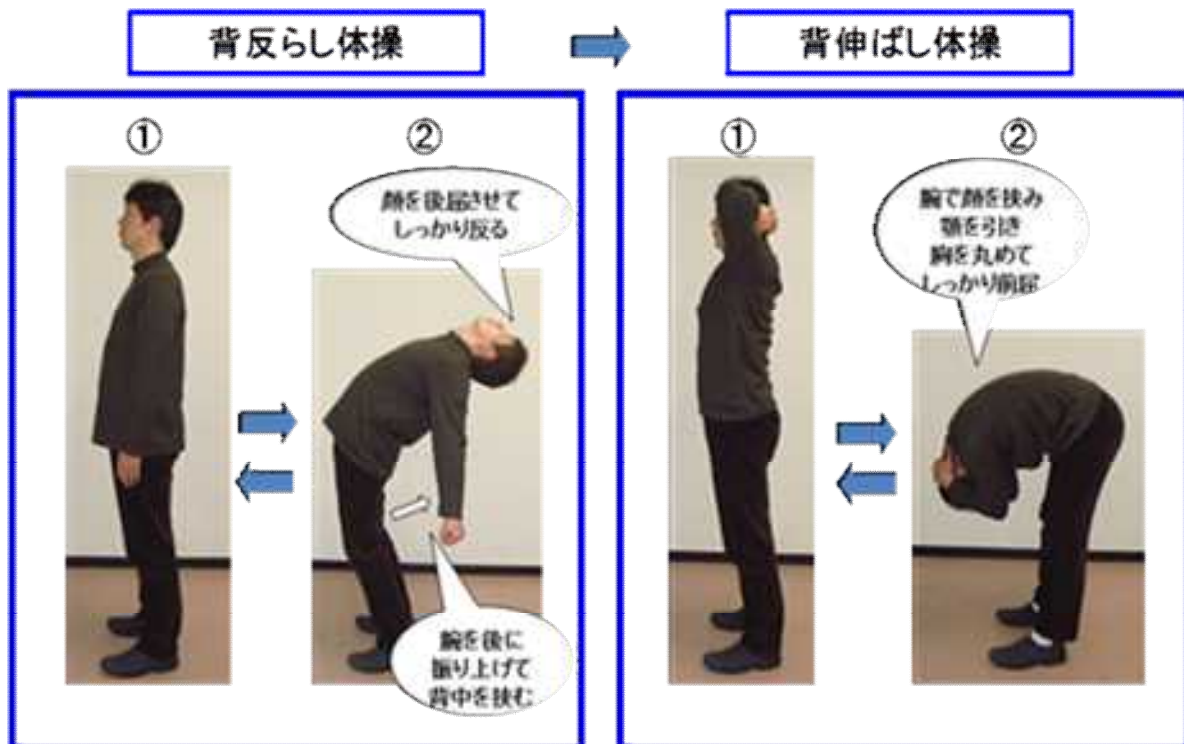 背反らし体操
背伸ばし体操
①
②
顔を後屈させて
しっかり反る
腕を後に
振り上げて
背中を挟む
①
②
腕で顔を挟み
顎を引き
胸を丸めて
しっかり前屈